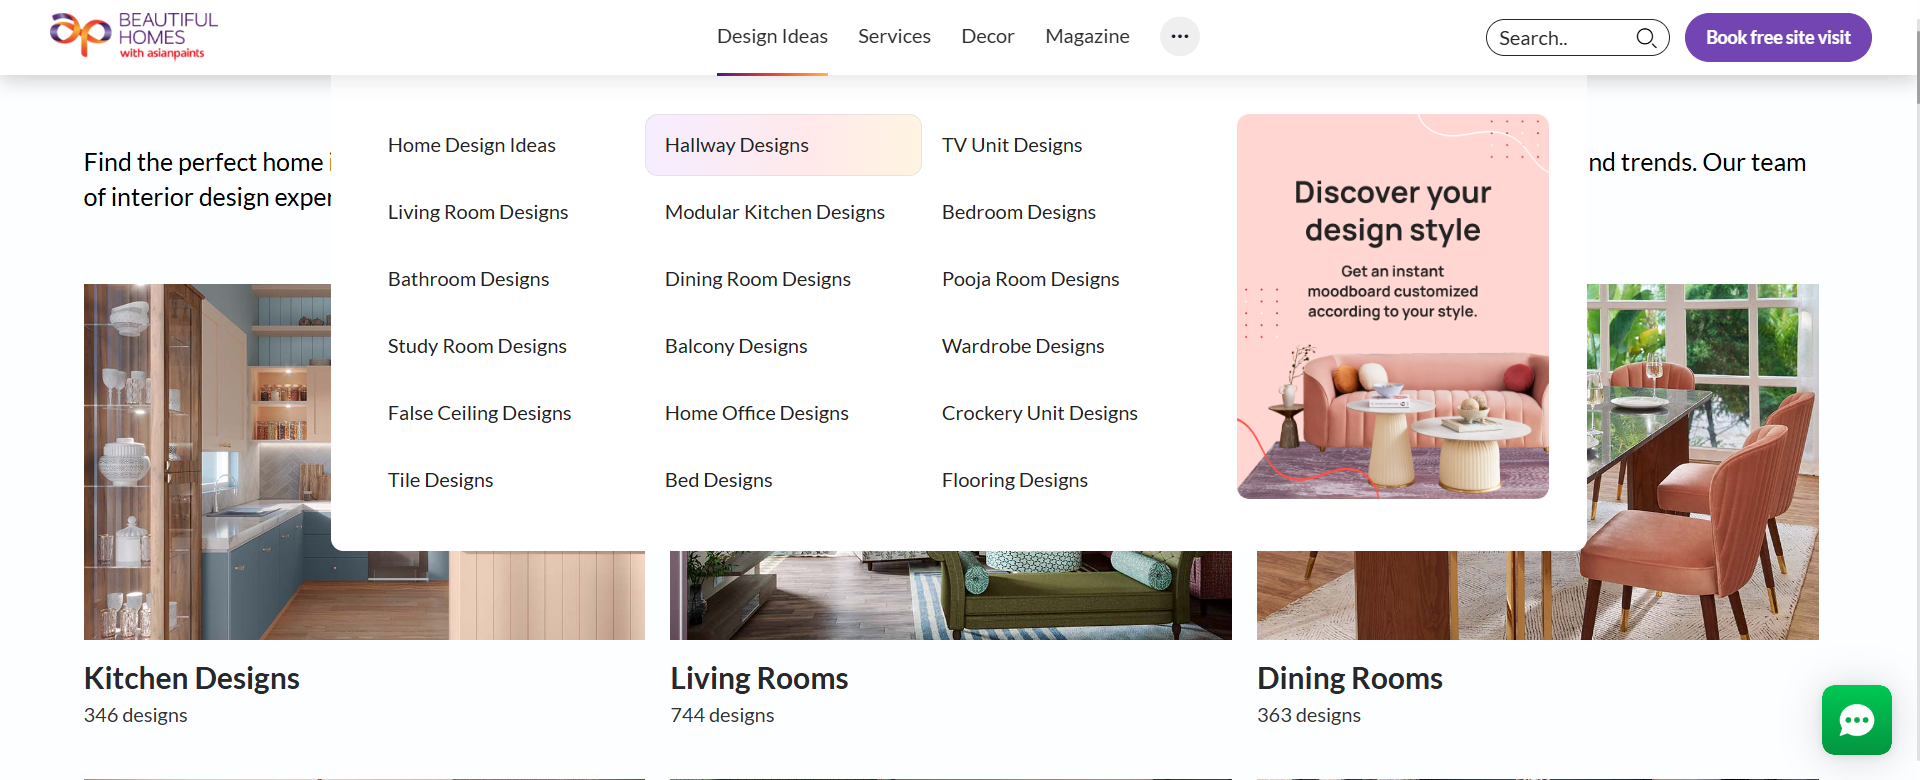 BEAUTIFUL
HOMES
with asianpaints
Design Ideas
Services
Decor
Magazine
Search..
Book free site visit
Find the perfect home
nd trends. Our team
of interior design exper
Home Design Ideas
Hallway Designs
TV Unit Designs
Living Room Designs
Modular Kitchen Designs
Bedroom Designs
Bathroom Designs
Dining Room Designs
Pooja Room Designs
Study Room Designs
Balcony Designs
Wardrobe Designs
False Ceiling Designs
Home Office Designs
Crockery Unit Designs
Tile Designs
Bed Designs
Flooring Designs
Discover your
design style
Get an instant
moodboard customized
according to your style.
Kitchen Designs
346 designs
Living Rooms
744 designs
Dining Rooms
363 designs